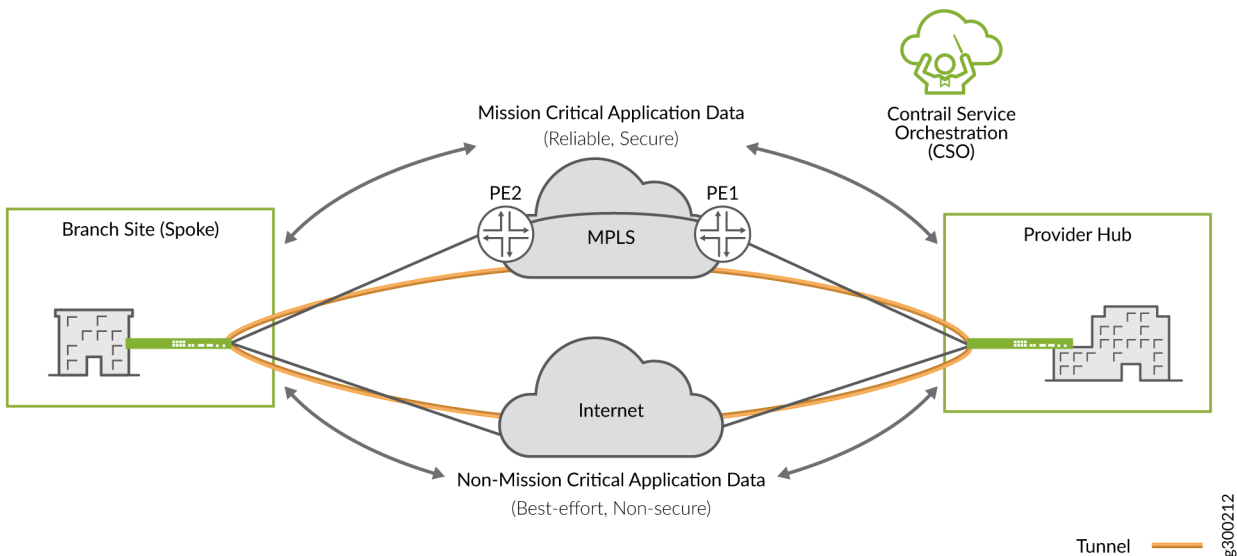 Contrail Service
Orchestration
(CSO)
Mission Critical Application Data
(Reliable, Secure)
PE2
PE1
MPLS
Branch Site (Spoke)
Provider Hub
Internet
Non-Mission Critical Application Data
(Best-effort, Non-secure)
Tunnel
g300212